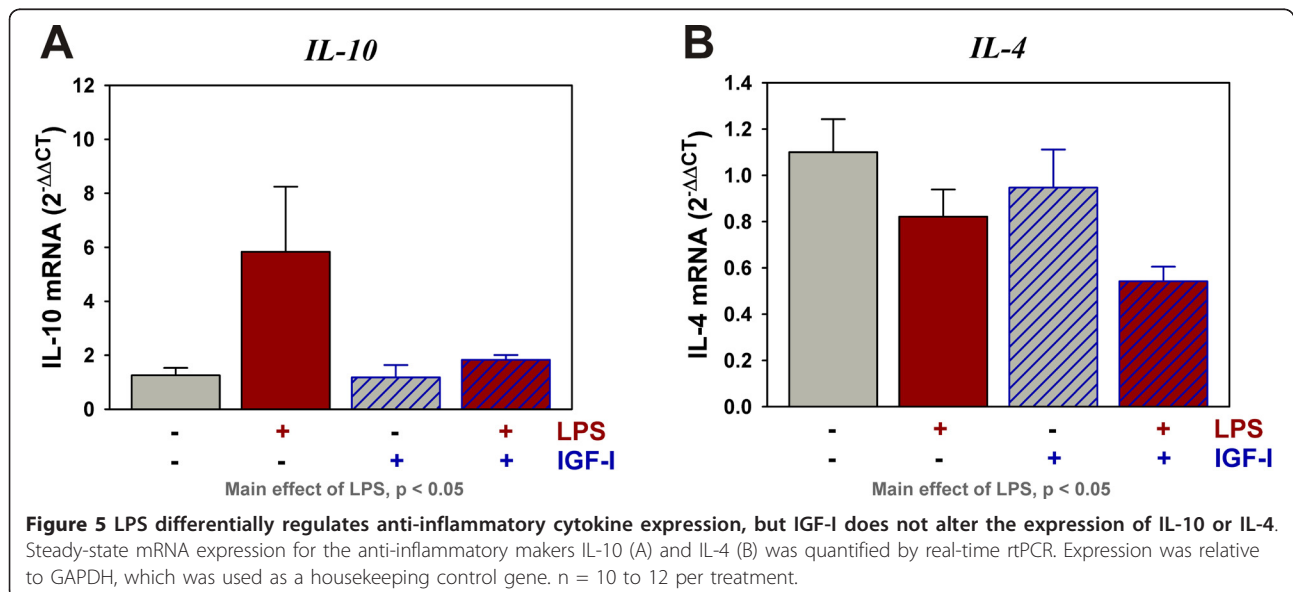 A
IL-10
IL-10 mRNA (2^-ΔΔCT)
12
10
8
6
4
2
0
- + - + LPS
- - + + IGF-I
Main effect of LPS, p < 0.05
B
IL-4
IL-4 mRNA (2^-ΔΔCT)
1.4
1.2
1.0
0.8
0.6
0.4
0.2
0.0
- + - + LPS
- - + + IGF-I
Main effect of LPS, p < 0.05
Figure 5 LPS differentially regulates anti-inflammatory cytokine expression, but IGF-I does not alter the expression of IL-10 or IL-4.
Steady-state mRNA expression for the anti-inflammatory makers IL-10 (A) and IL-4 (B) was quantified by real-time rtPCR. Expression was relative
to GAPDH, which was used as a housekeeping control gene. n = 10 to 12 per treatment.